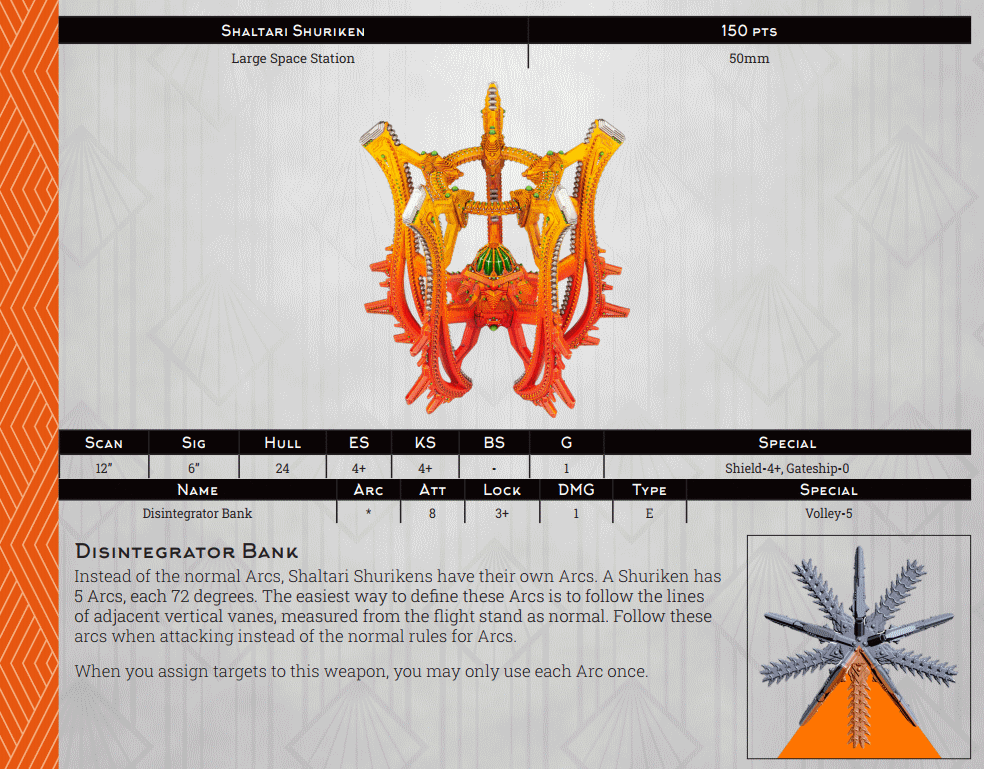 Shaltari Shuriken 150 pts
Large Space Station 50mm
Scan Sig Hull ES KS BS G Special
12” 6” 24 4+ 4+ - 1 Shield-4+, Gateship-0
Name Arc Att Lock DMG Type Special
Disintegrator Bank * 8 3+ 1 E Volley-5
Disintegrator Bank
Instead of the normal Arcs, Shaltari Shurikens have their own Arcs. A Shuriken has
5 Arcs, each 72 degrees. The easiest way to define these Arcs is to follow the lines
of adjacent vertical vanes, measured from the flight stand as normal. Follow these
arcs when attacking instead of the normal rules for Arcs.
When you assign targets to this weapon, you may only use each Arc once.